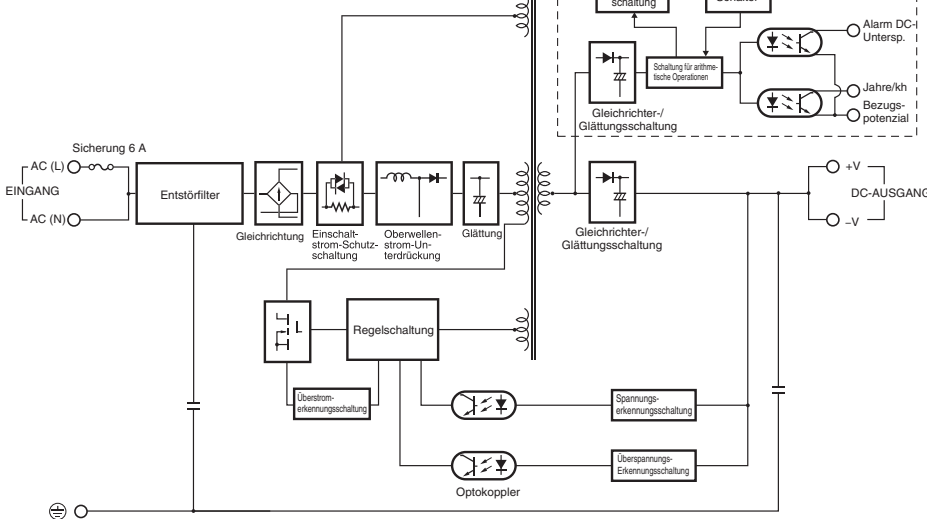 schaltung
Schalter
Alarm DC-
Untersp.
Schaltung für arithme-
tische Operationen
Jahre/kh
Bezugs-
potenzial
Gleichrichter-/
Glättungsschaltung
Sicherung 6 A
AC (L)
EINGANG
AC (N)
Entstörfilter
Gleichrichtung
Einschalt-
strom-Schutz-
schaltung
Oberwellen-
strom-Un-
terdrückung
Glättung
Gleichrichter-/
Glättungsschaltung
+V
DC-AUSGANG
–V
Regelschaltung
Überstrom-
erkennungsschaltung
Spannungs-
erkennungsschaltung
Überspannungs-
Erkennungsschaltung
Optokoppler